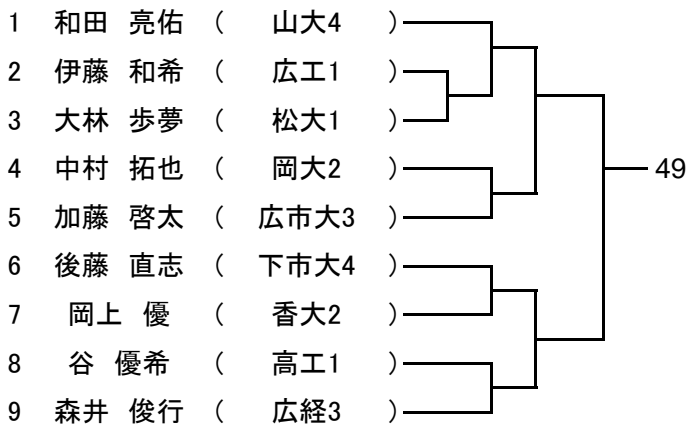 1 和田 亮佑 ( 山大4 )
2 伊藤 和希 ( 広工1 )
3 大林 歩夢 ( 松大1 )
4 中村 拓也 ( 岡大2 )
49
5 加藤 啓太 ( 広市大3 )
6 後藤 直志 ( 下市大4 )
7 岡上 優 ( 香大2 )
8 谷 優希 ( 高工1 )
9 森井 俊行 ( 広経3 )